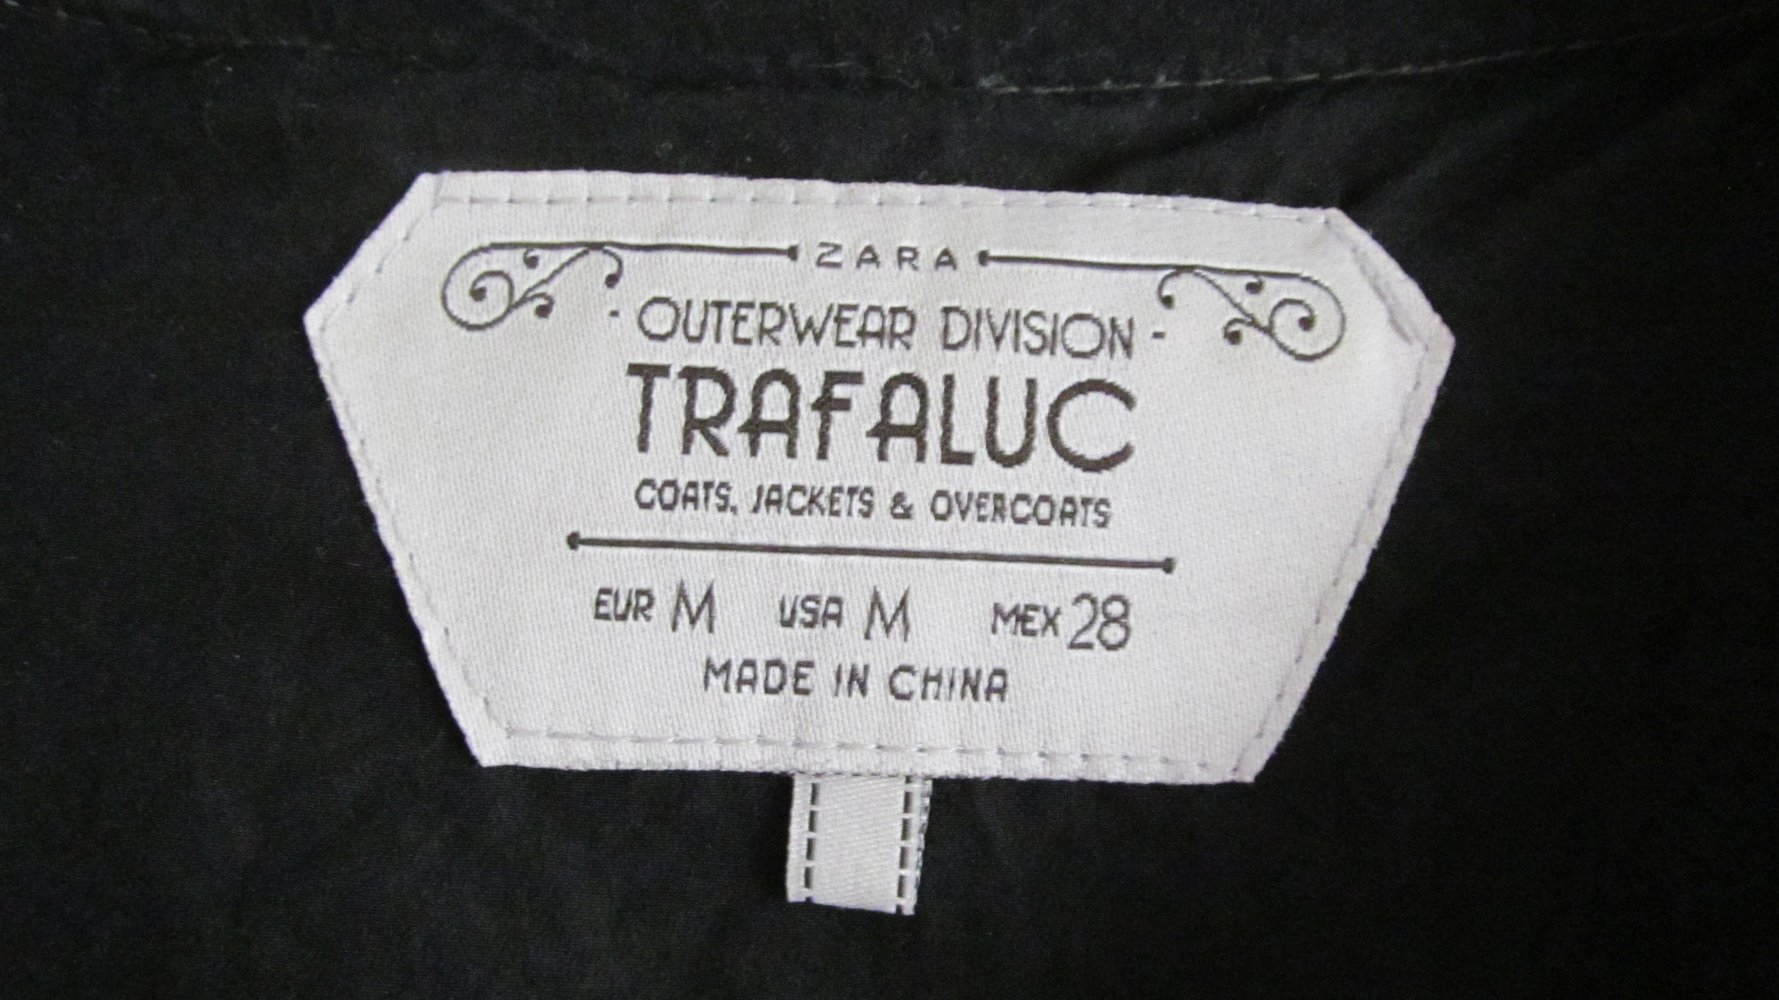 ZARA
- OUTERWEAR DIVISION -
TRAFALUC
COATS, JACKETS & OVERCOATS
EUR M USA M MEX 28
MADE IN CHINA